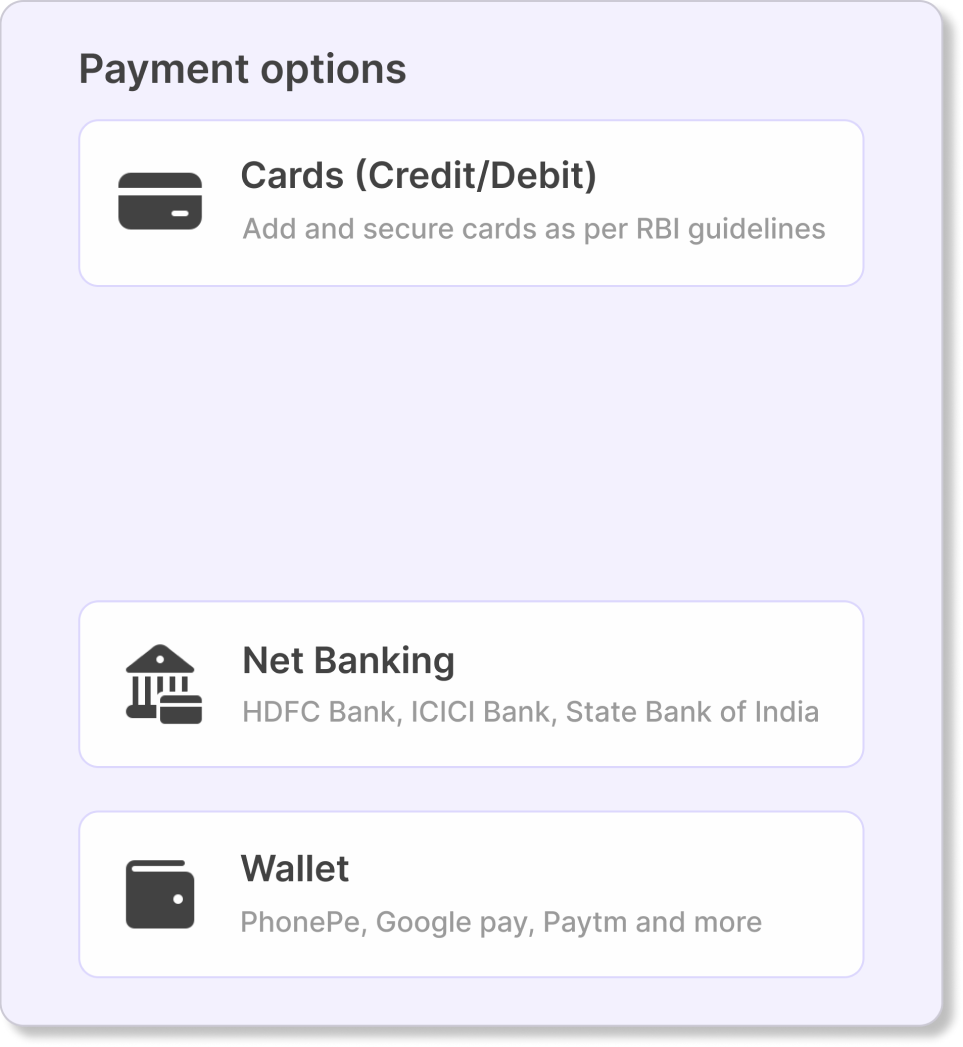 Payment options
Cards (Credit/Debit)
Add and secure cards as per RBI guidelines
Net Banking
HDFC Bank, ICICI Bank, State Bank of India
Wallet
PhonePe, Google pay, Paytm and more